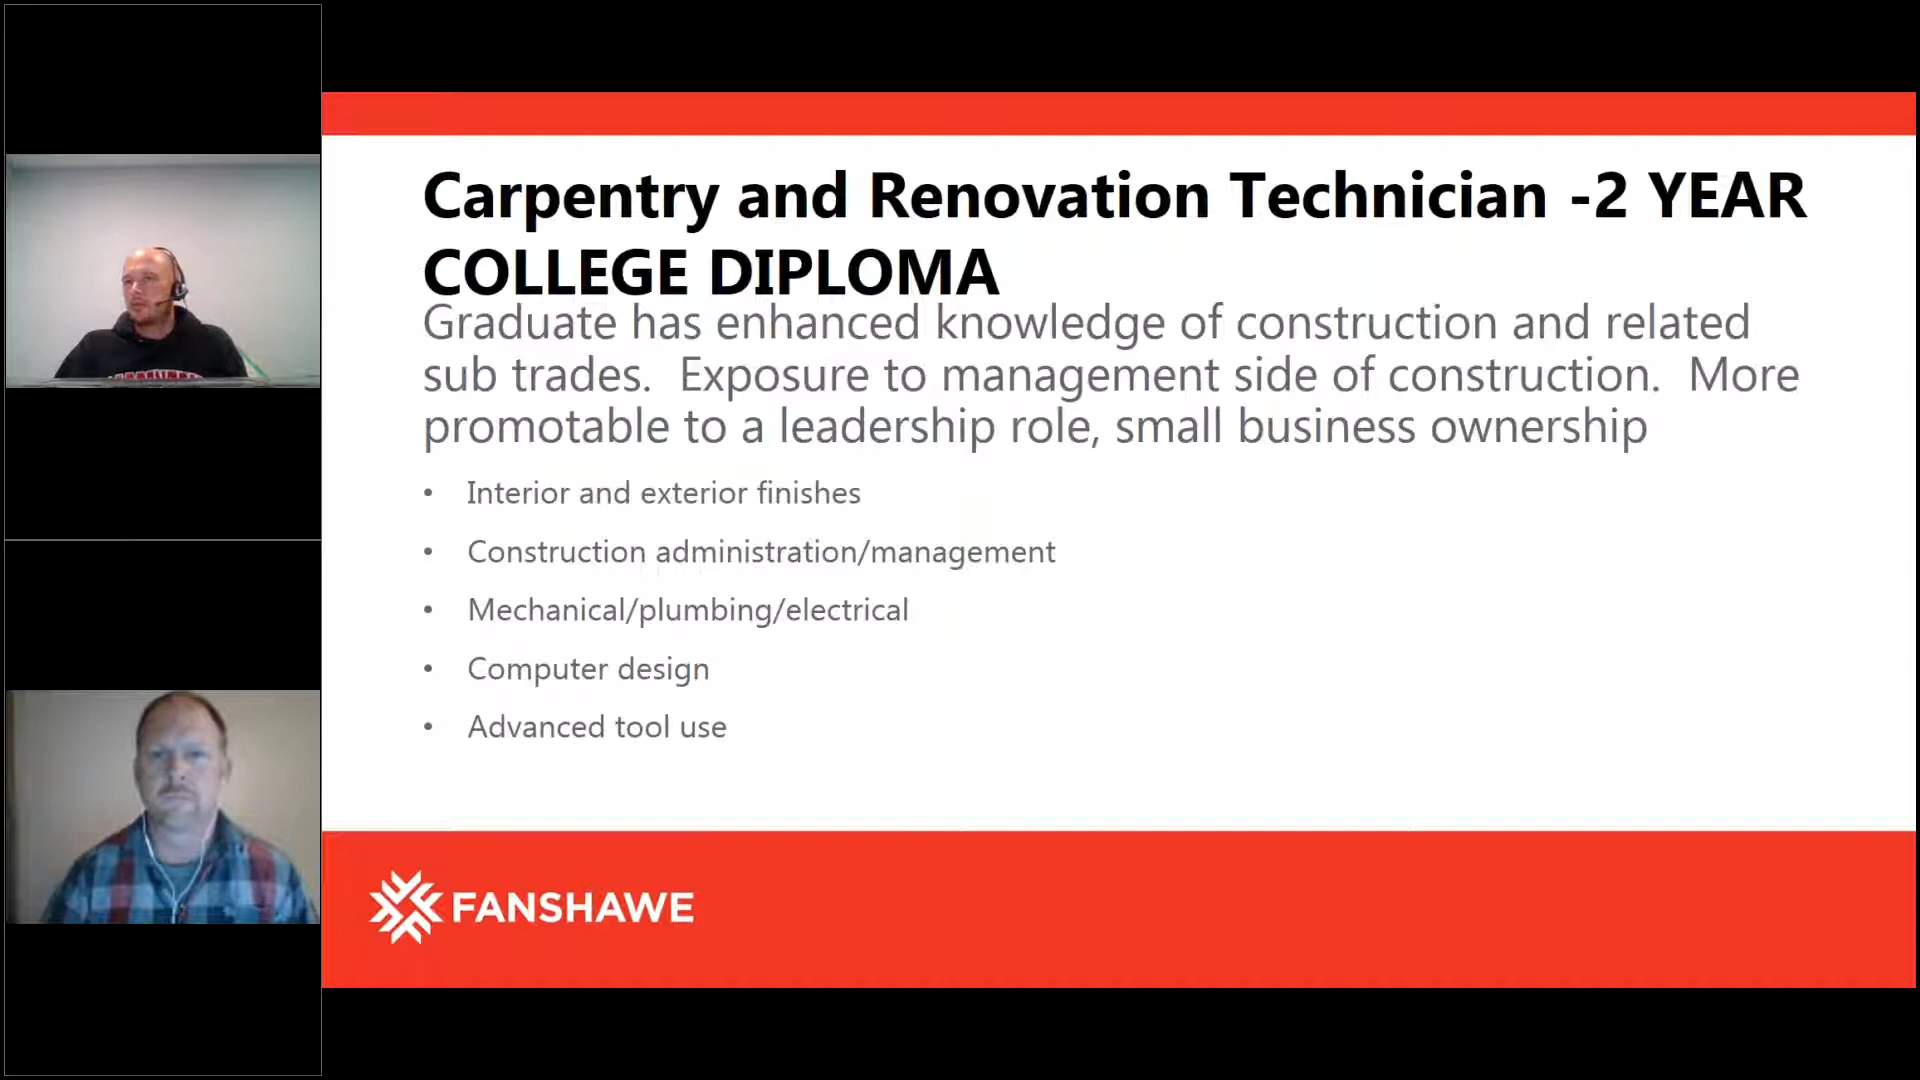 Carpentry and Renovation Technician -2 YEAR
COLLEGE DIPLOMA
Graduate has enhanced knowledge of construction and related
sub trades.  Exposure to management side of construction.  More
promotable to a leadership role, small business ownership
• Interior and exterior finishes
• Construction administration/management
• Mechanical/plumbing/electrical
• Computer design
• Advanced tool use
FANSHAWE